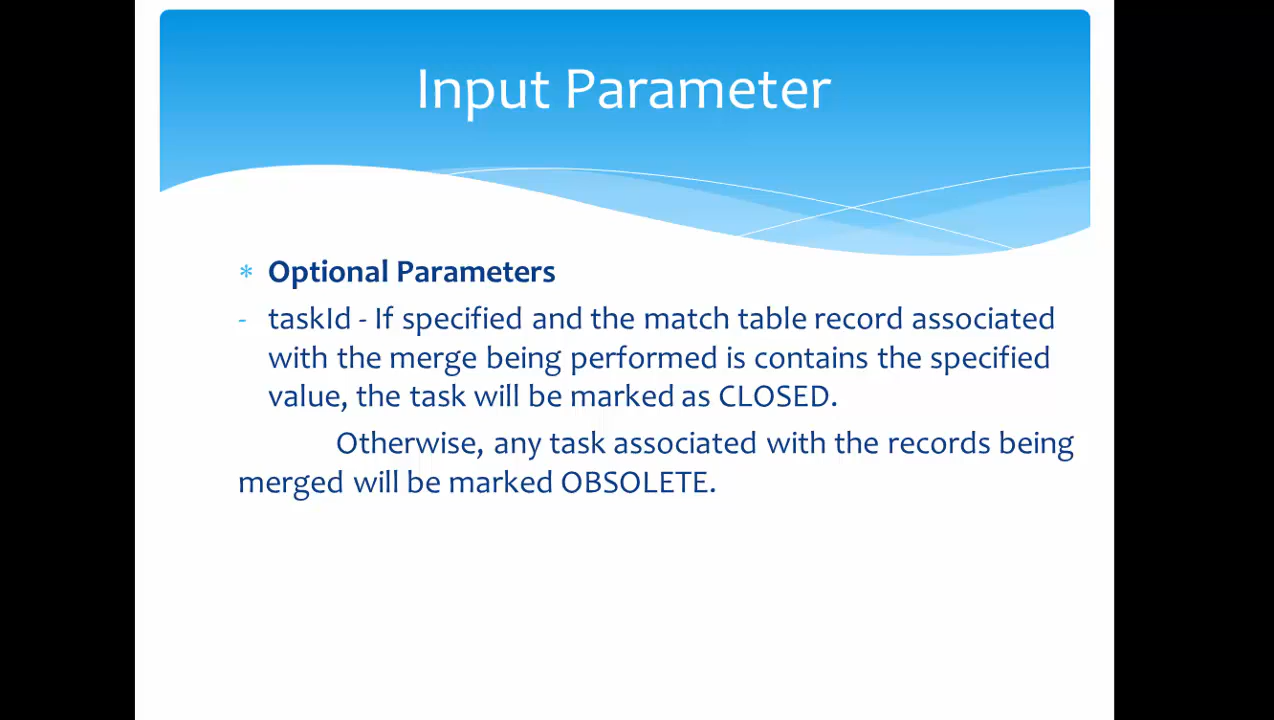 Input Parameter
* Optional Parameters
- taskId - If specified and the match table record associated
with the merge being performed is contains the specified
value, the task will be marked as CLOSED.
Otherwise, any task associated with the records being
merged will be marked OBSOLETE.